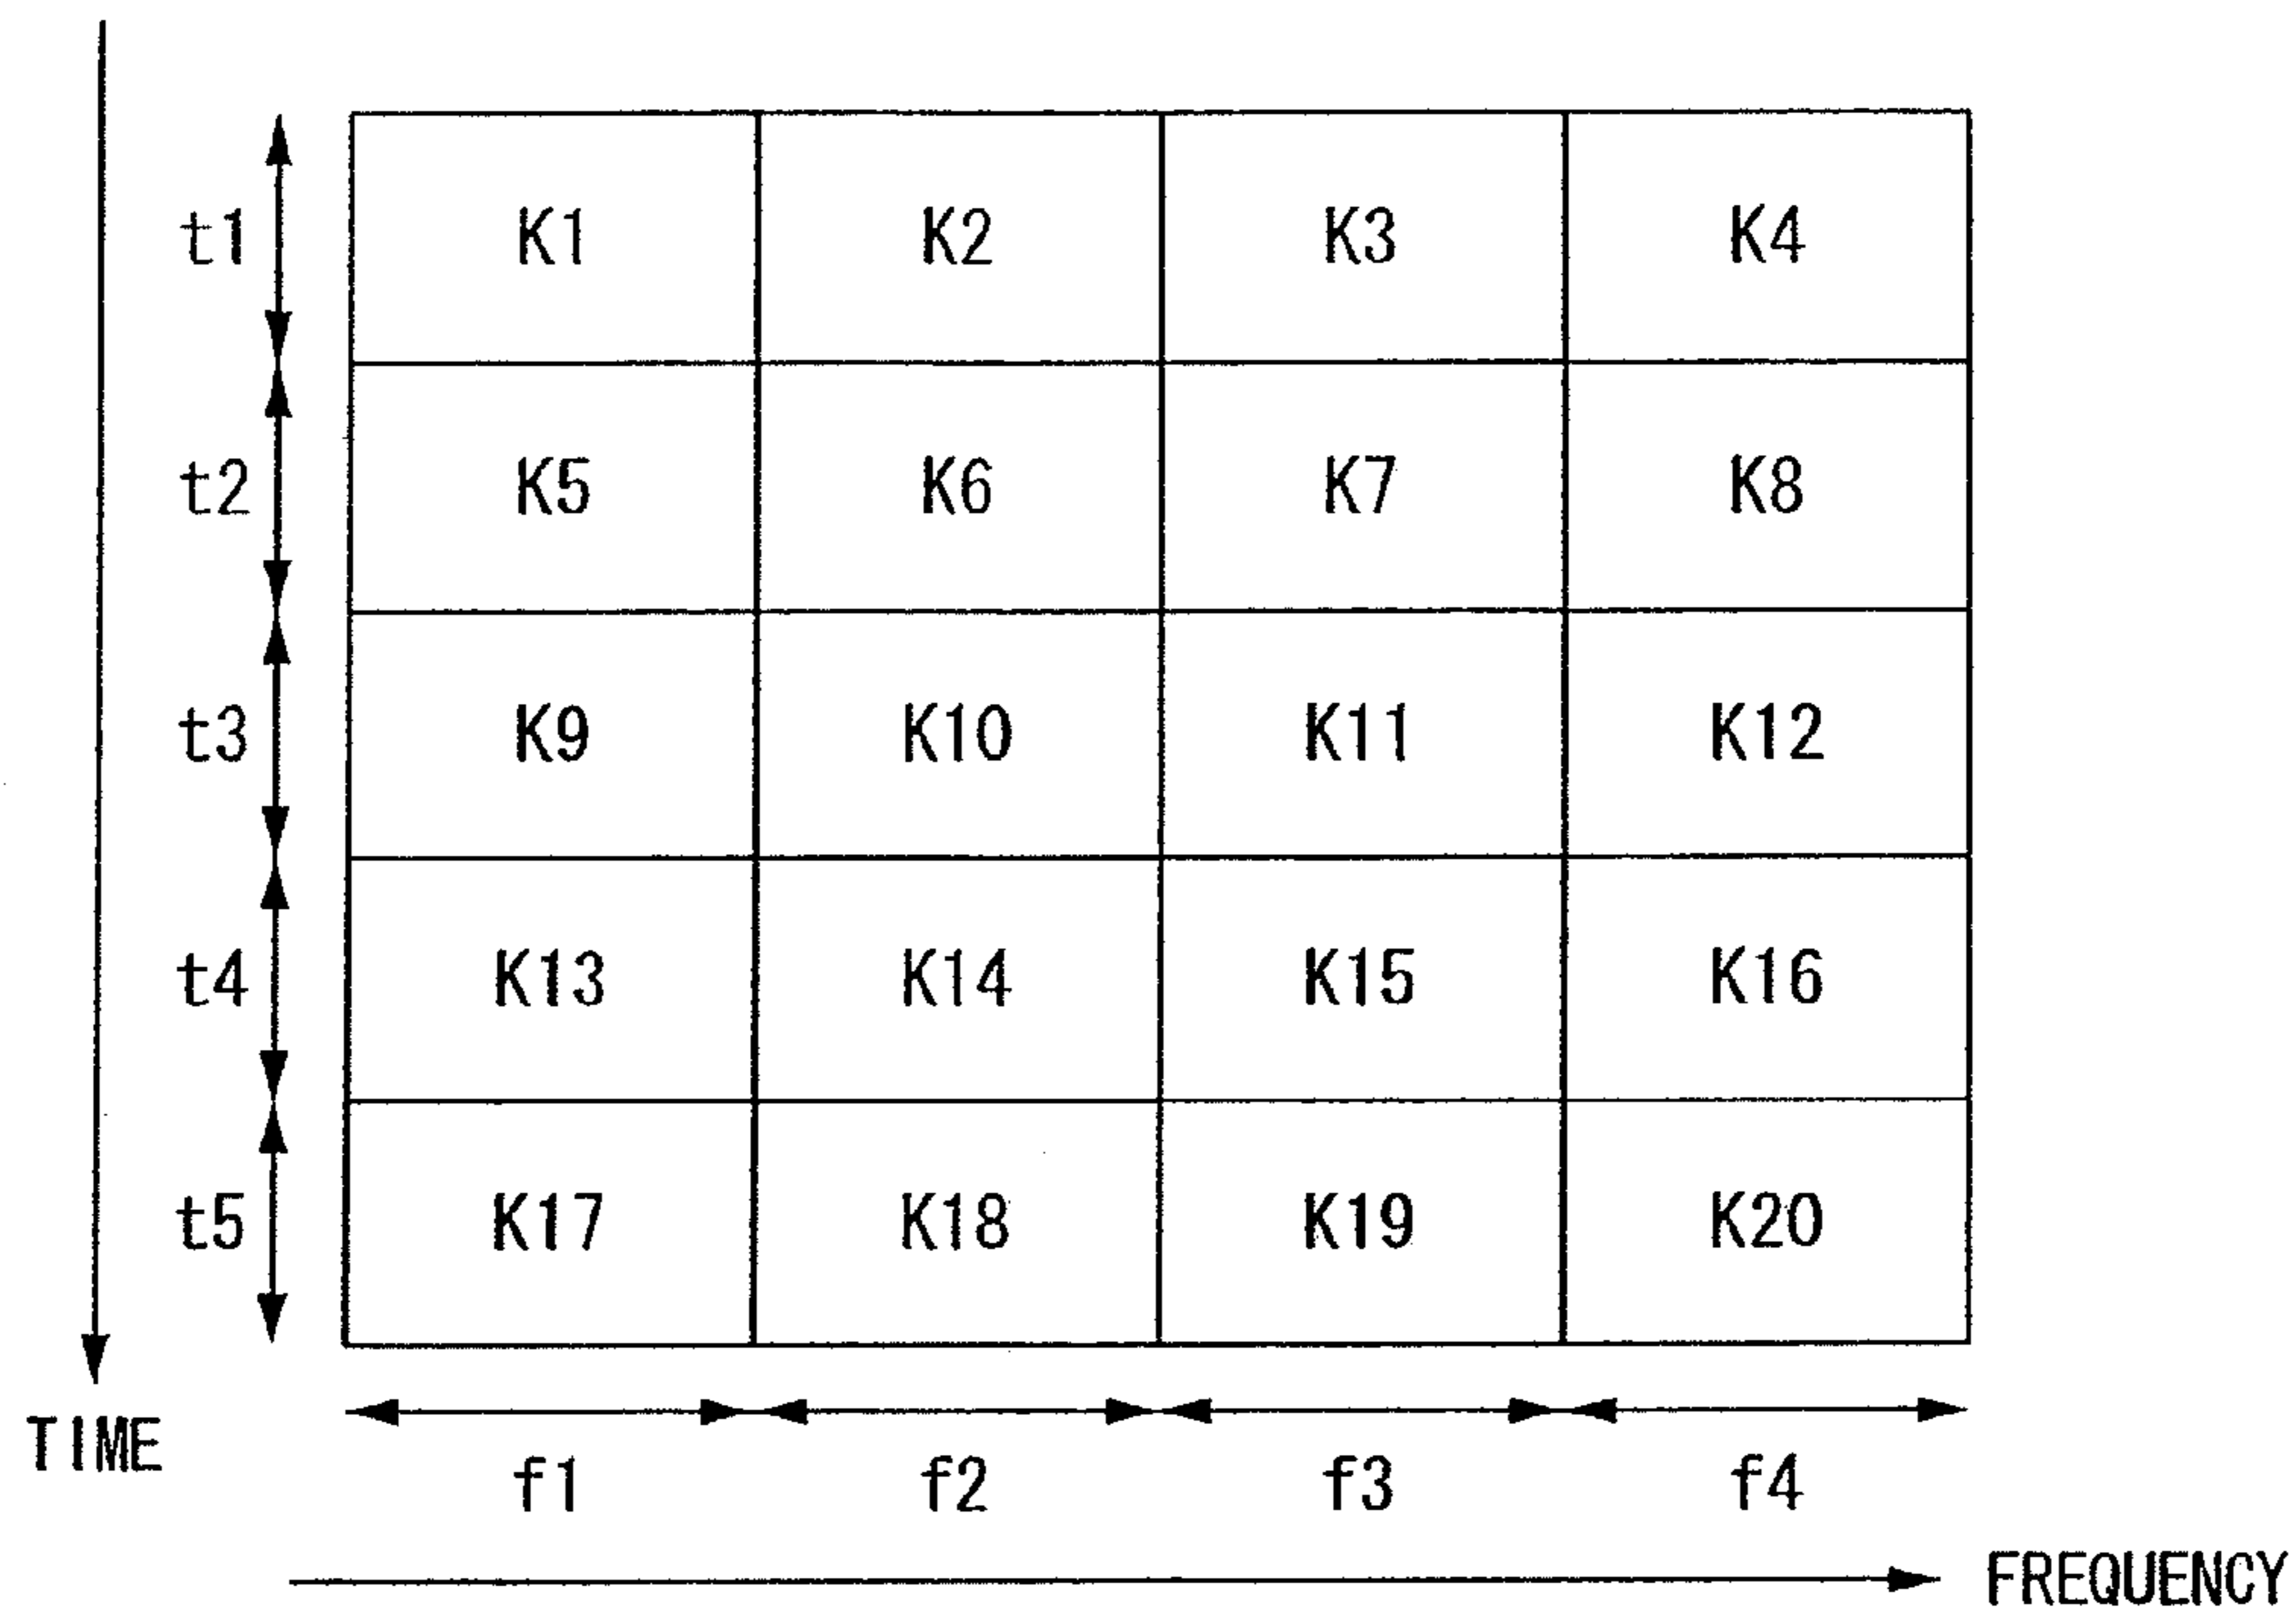 t1 K1 K2 K3 K4
t2 K5 K6 K7 K8
t3 K9 K10 K11 K12
t4 K13 K14 K15 K16
t5 K17 K18 K19 K20
TIME
f1 f2 f3 f4
FREQUENCY